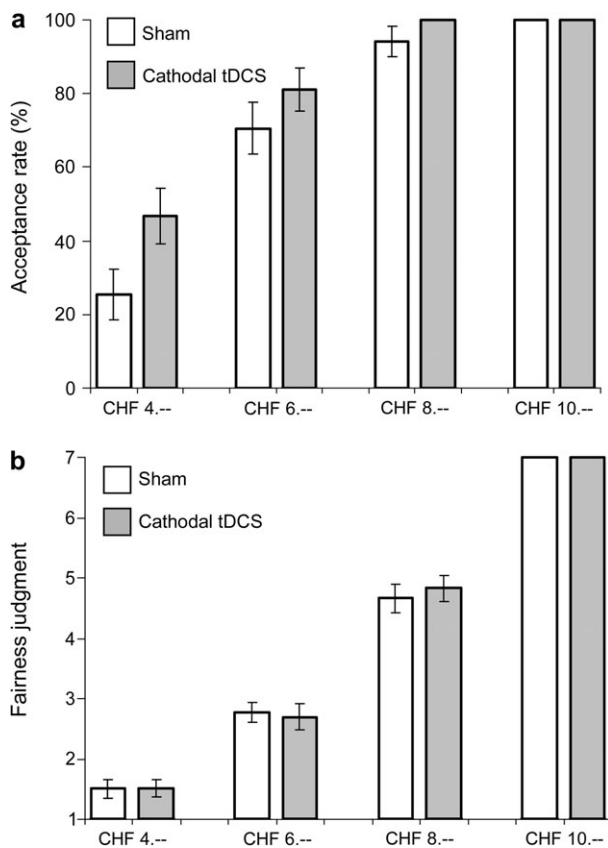 a
Sham
Cathodal tDCS
Acceptance rate (%)
100
80
60
40
20
0
CHF 4.-- CHF 6.-- CHF 8.-- CHF 10.--
b
Sham
Cathodal tDCS
Fairness judgment
7
6
5
4
3
2
1
CHF 4.-- CHF 6.-- CHF 8.-- CHF 10.--